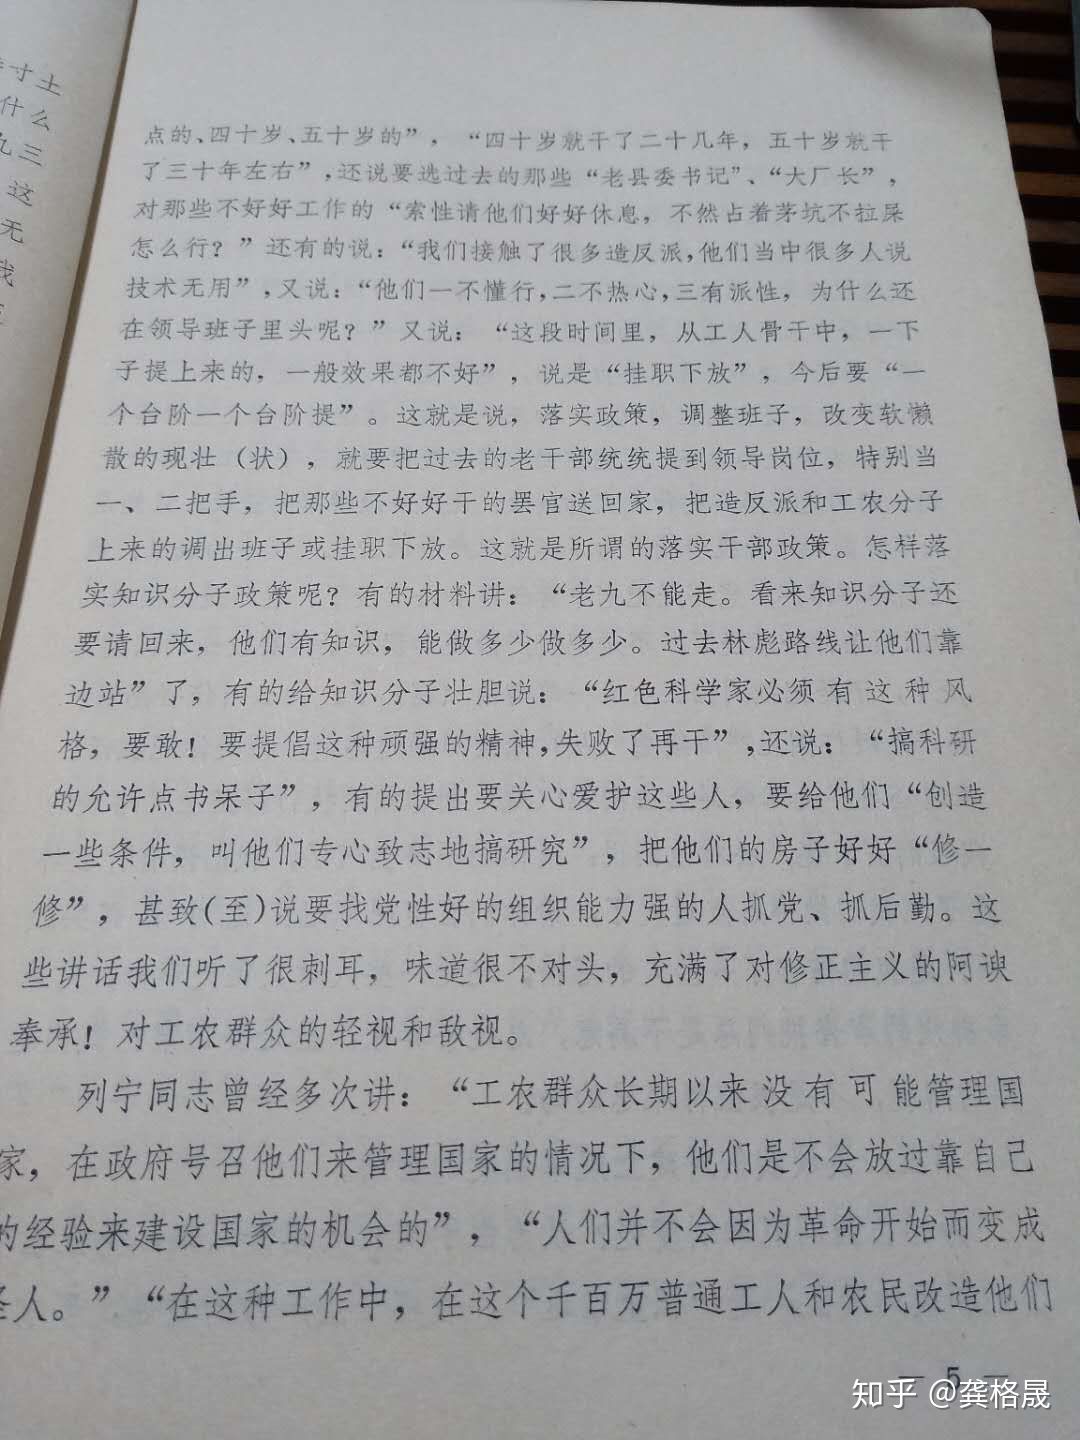 寸土
什么
九三
这
无
我
点的、四十岁、五十岁的”，“四十岁就干了二十几年，五十岁就干
了三十年左右”，还说要选过去的那些“老县委书记”、“大厂长”，
对那些不好好工作的“索性请他们好好休息，不然占着茅坑不拉屎
怎么行？”还有的说：“我们接触了很多造反派，他们当中很多人说
技术无用”，又说：“他们一不懂行，二不热心，三有派性，为什么还
在领导班子里头呢？”又说：“这段时间里，从工人骨干中，一下
子提上来的，一般效果都不好”，说是“挂职下放”，今后要“一
个台阶一个台阶提”。这就是说，落实政策，调整班子，改变软懒
散的现壮（状），就要把过去的老干部统统提到领导岗位，特别当
一、二把手，把那些不好好干的罢官送回家，把造反派和工农分子
上来的调出班子或挂职下放。这就是所谓的落实干部政策。怎样落
实知识分子政策呢？有的材料讲：“老九不能走。看来知识分子还
要请回来，他们有知识，能做多少做多少。过去林彪路线让他们靠
边站”了，有的给知识分子壮胆说：“红色科学家必须有这种风
格，要敢！要提倡这种顽强的精神，失败了再干”，还说：“搞科研
的允许点书呆子”，有的提出要关心爱护这些人，要给他们“创造
一些条件，叫他们专心致志地搞研究”，把他们的房子好好“修一
修”，甚致(至)说要找党性好的组织能力强的人抓党、抓后勤。这
些讲话我们听了很刺耳，味道很不对头，充满了对修正主义的阿谀
奉承！对工农群众的轻视和敌视。
列宁同志曾经多次讲：“工农群众长期以来没有可能管理国
家，在政府号召他们来管理国家的情况下，他们是不会放过靠自己
的经验来建设国家的机会的”，“人们并不会因为革命开始而变成
人。”“在这种工作中，在这个千百万普通工人和农民改造他们
— 5 —
知乎 @龚格晟